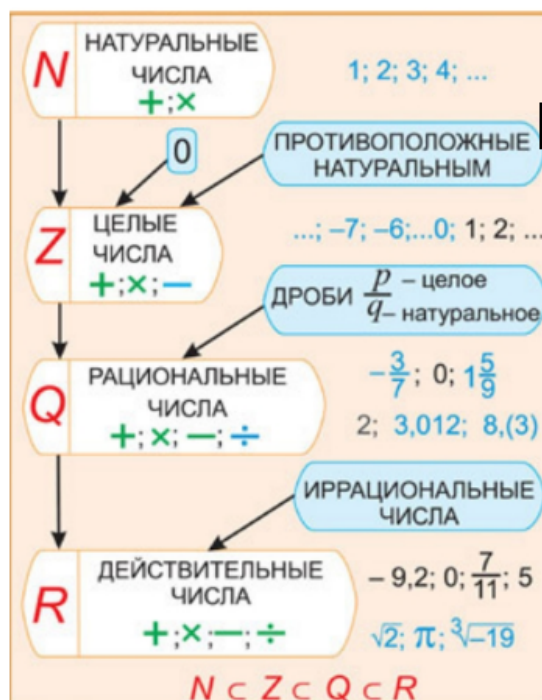 N
НАТУРАЛЬНЫЕ
ЧИСЛА
+;×
1; 2; 3; 4; ...
0
ПРОТИВОПОЛОЖНЫЕ
НАТУРАЛЬНЫМ
Z
ЦЕЛЫЕ
ЧИСЛА
+;×;−
...; −7; −6;...0; 1; 2; ...
ДРОБИ p/q
– целое
– натуральное
Q
РАЦИОНАЛЬНЫЕ
ЧИСЛА
+;×;−;÷
−3/7; 0; 1 5/9
2; 3,012; 8,(3)
ИРРАЦИОНАЛЬНЫЕ
ЧИСЛА
R
ДЕЙСТВИТЕЛЬНЫЕ
ЧИСЛА
+;×;−;÷
– 9,2; 0; 7/11; 5
√2; π; ∛−19
N ⊂ Z ⊂ Q ⊂ R